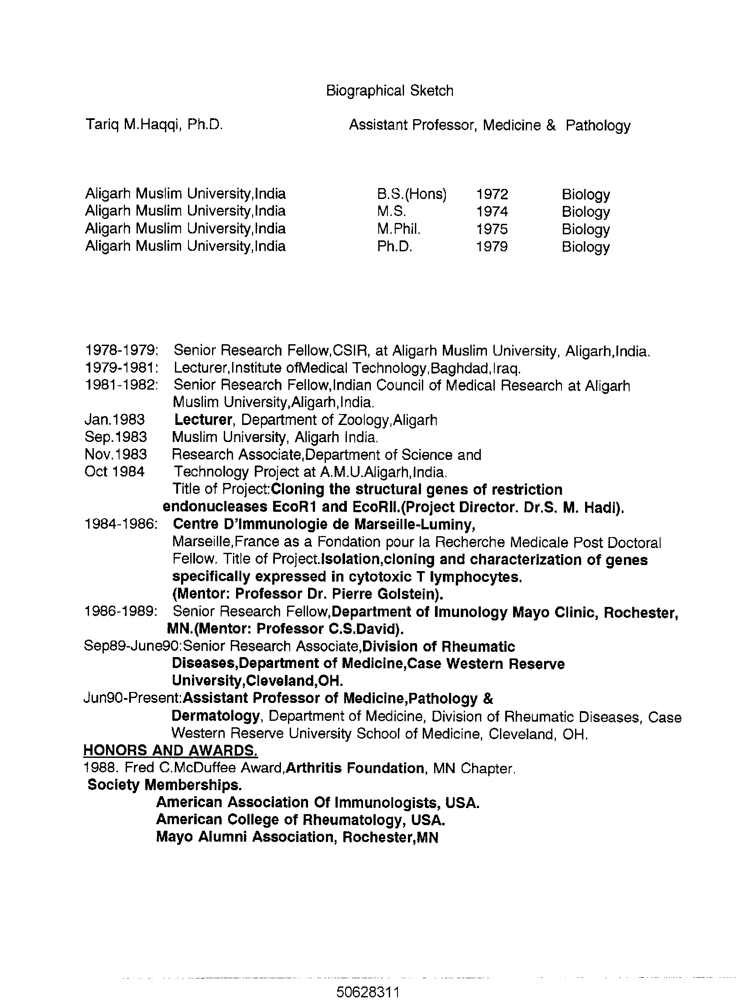 Biographical Sketch
Tariq M.Haqqi, Ph.D. Assistant Professor, Medicine & Pathology
Aligarh Muslim University,India B.S.(Hons) 1972 Biology
Aligarh Muslim University,India M.S. 1974 Biology
Aligarh Muslim University,India M.Phil. 1975 Biology
Aligarh Muslim University,India Ph.D. 1979 Biology
1978-1979: Senior Research Fellow,CSIR, at Aligarh Muslim University, Aligarh,India.
1979-1981: Lecturer,Institute ofMedical Technology,Baghdad,Iraq.
1981-1982: Senior Research Fellow,Indian Council of Medical Research at Aligarh
Muslim University,Aligarh,India.
Jan.1983 Lecturer, Department of Zoology,Aligarh
Sep.1983 Muslim University, Aligarh India.
Nov.1983 Research Associate,Department of Science and
Oct 1984 Technology Project at A.M.U.Aligarh,India.
Title of Project:Cloning the structural genes of restriction
endonucleases EcoR1 and EcoRII.(Project Director. Dr.S. M. Hadi).
1984-1986: Centre D'Immunologie de Marseille-Luminy,
Marseille,France as a Fondation pour la Recherche Medicale Post Doctoral
Fellow. Title of Project.Isolation,cloning and characterization of genes
specifically expressed in cytotoxic T lymphocytes.
(Mentor: Professor Dr. Pierre Golstein).
1986-1989: Senior Research Fellow,Department of Imunology Mayo Clinic, Rochester,
MN.(Mentor: Professor C.S.David).
Sep89-June90:Senior Research Associate,Division of Rheumatic
Diseases,Department of Medicine,Case Western Reserve
University,Cleveland,OH.
Jun90-Present:Assistant Professor of Medicine,Pathology &
Dermatology, Department of Medicine, Division of Rheumatic Diseases, Case
Western Reserve University School of Medicine, Cleveland, OH.
HONORS AND AWARDS.
1988. Fred C.McDuffee Award,Arthritis Foundation, MN Chapter.
Society Memberships.
American Association Of Immunologists, USA.
American College of Rheumatology, USA.
Mayo Alumni Association, Rochester,MN
50628311